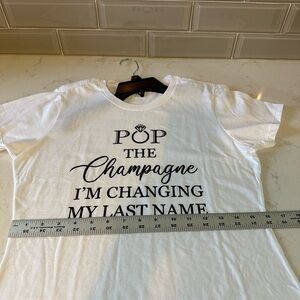 POP
THE
Champagne
I'M CHANGING
MY LAST NAME